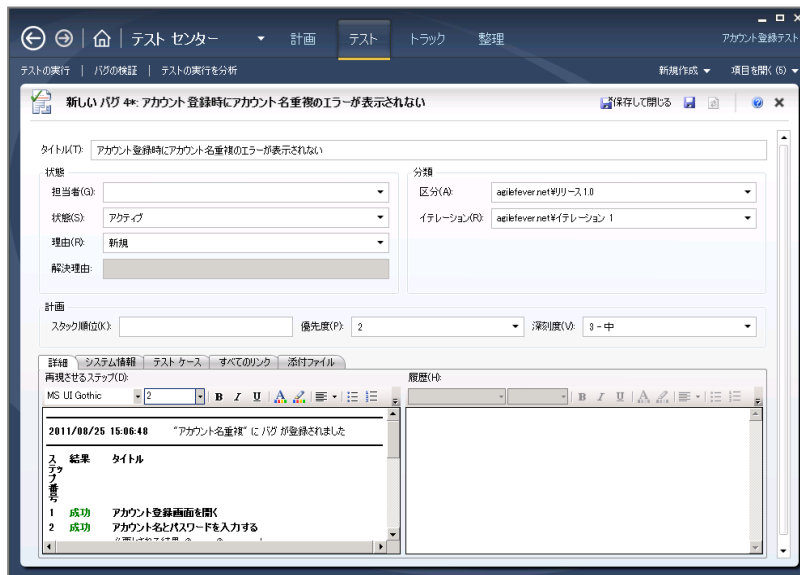 テスト センター 計画 テスト トラック 整理 アカウント登録テスト
テストの実行 | バグの検証 | テストの実行を分析 新規作成 項目を開く(6)
新しい バグ 4*: アカウント登録時にアカウント名重複のエラーが表示されない 保存して閉じる
タイトル(T): アカウント登録時にアカウント名重複のエラーが表示されない
状態 分類
担当者(G): 区分(A): agilefever.net¥リリース1.0
状態(S): アクティブ イテレーション(R): agilefever.net¥イテレーション 1
理由(R): 新規
解決理由:
計画
スタック順位(K): 優先度(P): 2 深刻度(V): 3 - 中
詳細 システム情報 テスト ケース すべてのリンク 添付ファイル
再現させるステップ(D): 履歴(H):
MS UI Gothic 2 B I U A B I U A
2011/08/25 15:06:48 "アカウント名重複" に バグ が登録されました
ステップ番号 結果 タイトル
1 成功 アカウント登録画面を開く
2 成功 アカウント名とパスワードを入力する